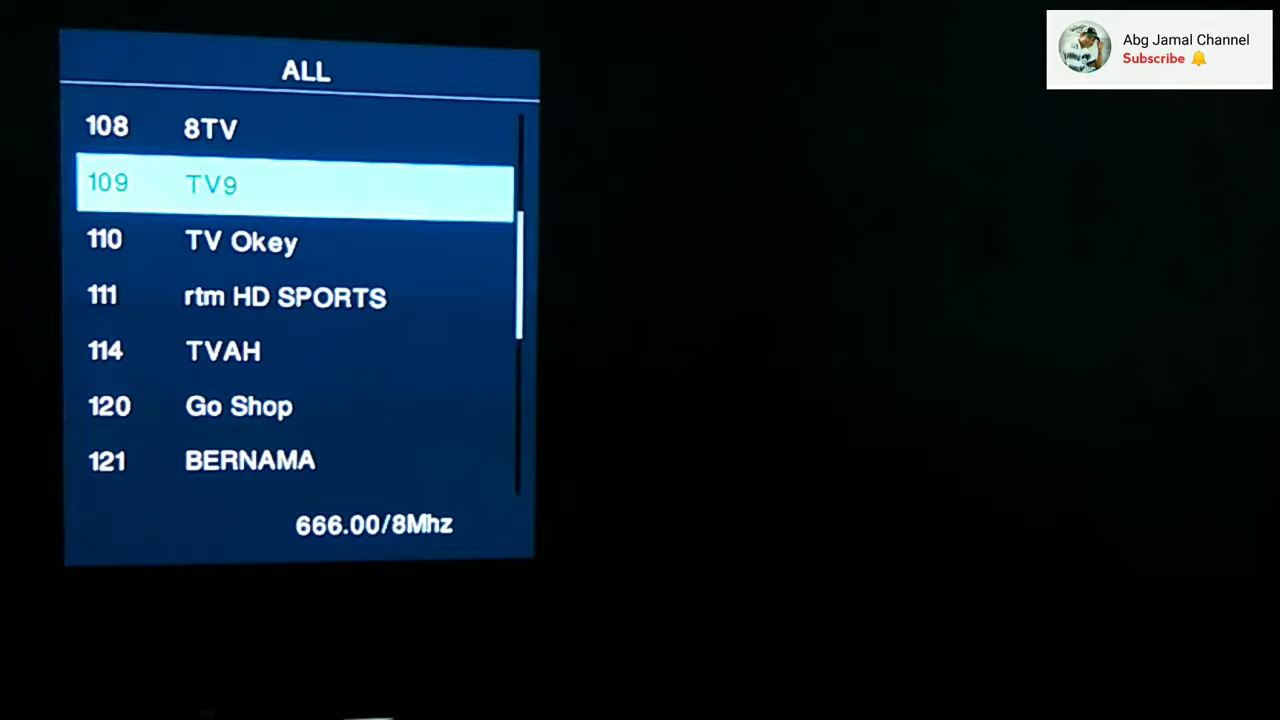 ALL
108 8TV
109 TV9
110 TV Okey
111 rtm HD SPORTS
114 TVAH
120 Go Shop
121 BERNAMA
666.00/8Mhz
Abg Jamal Channel
Subscribe